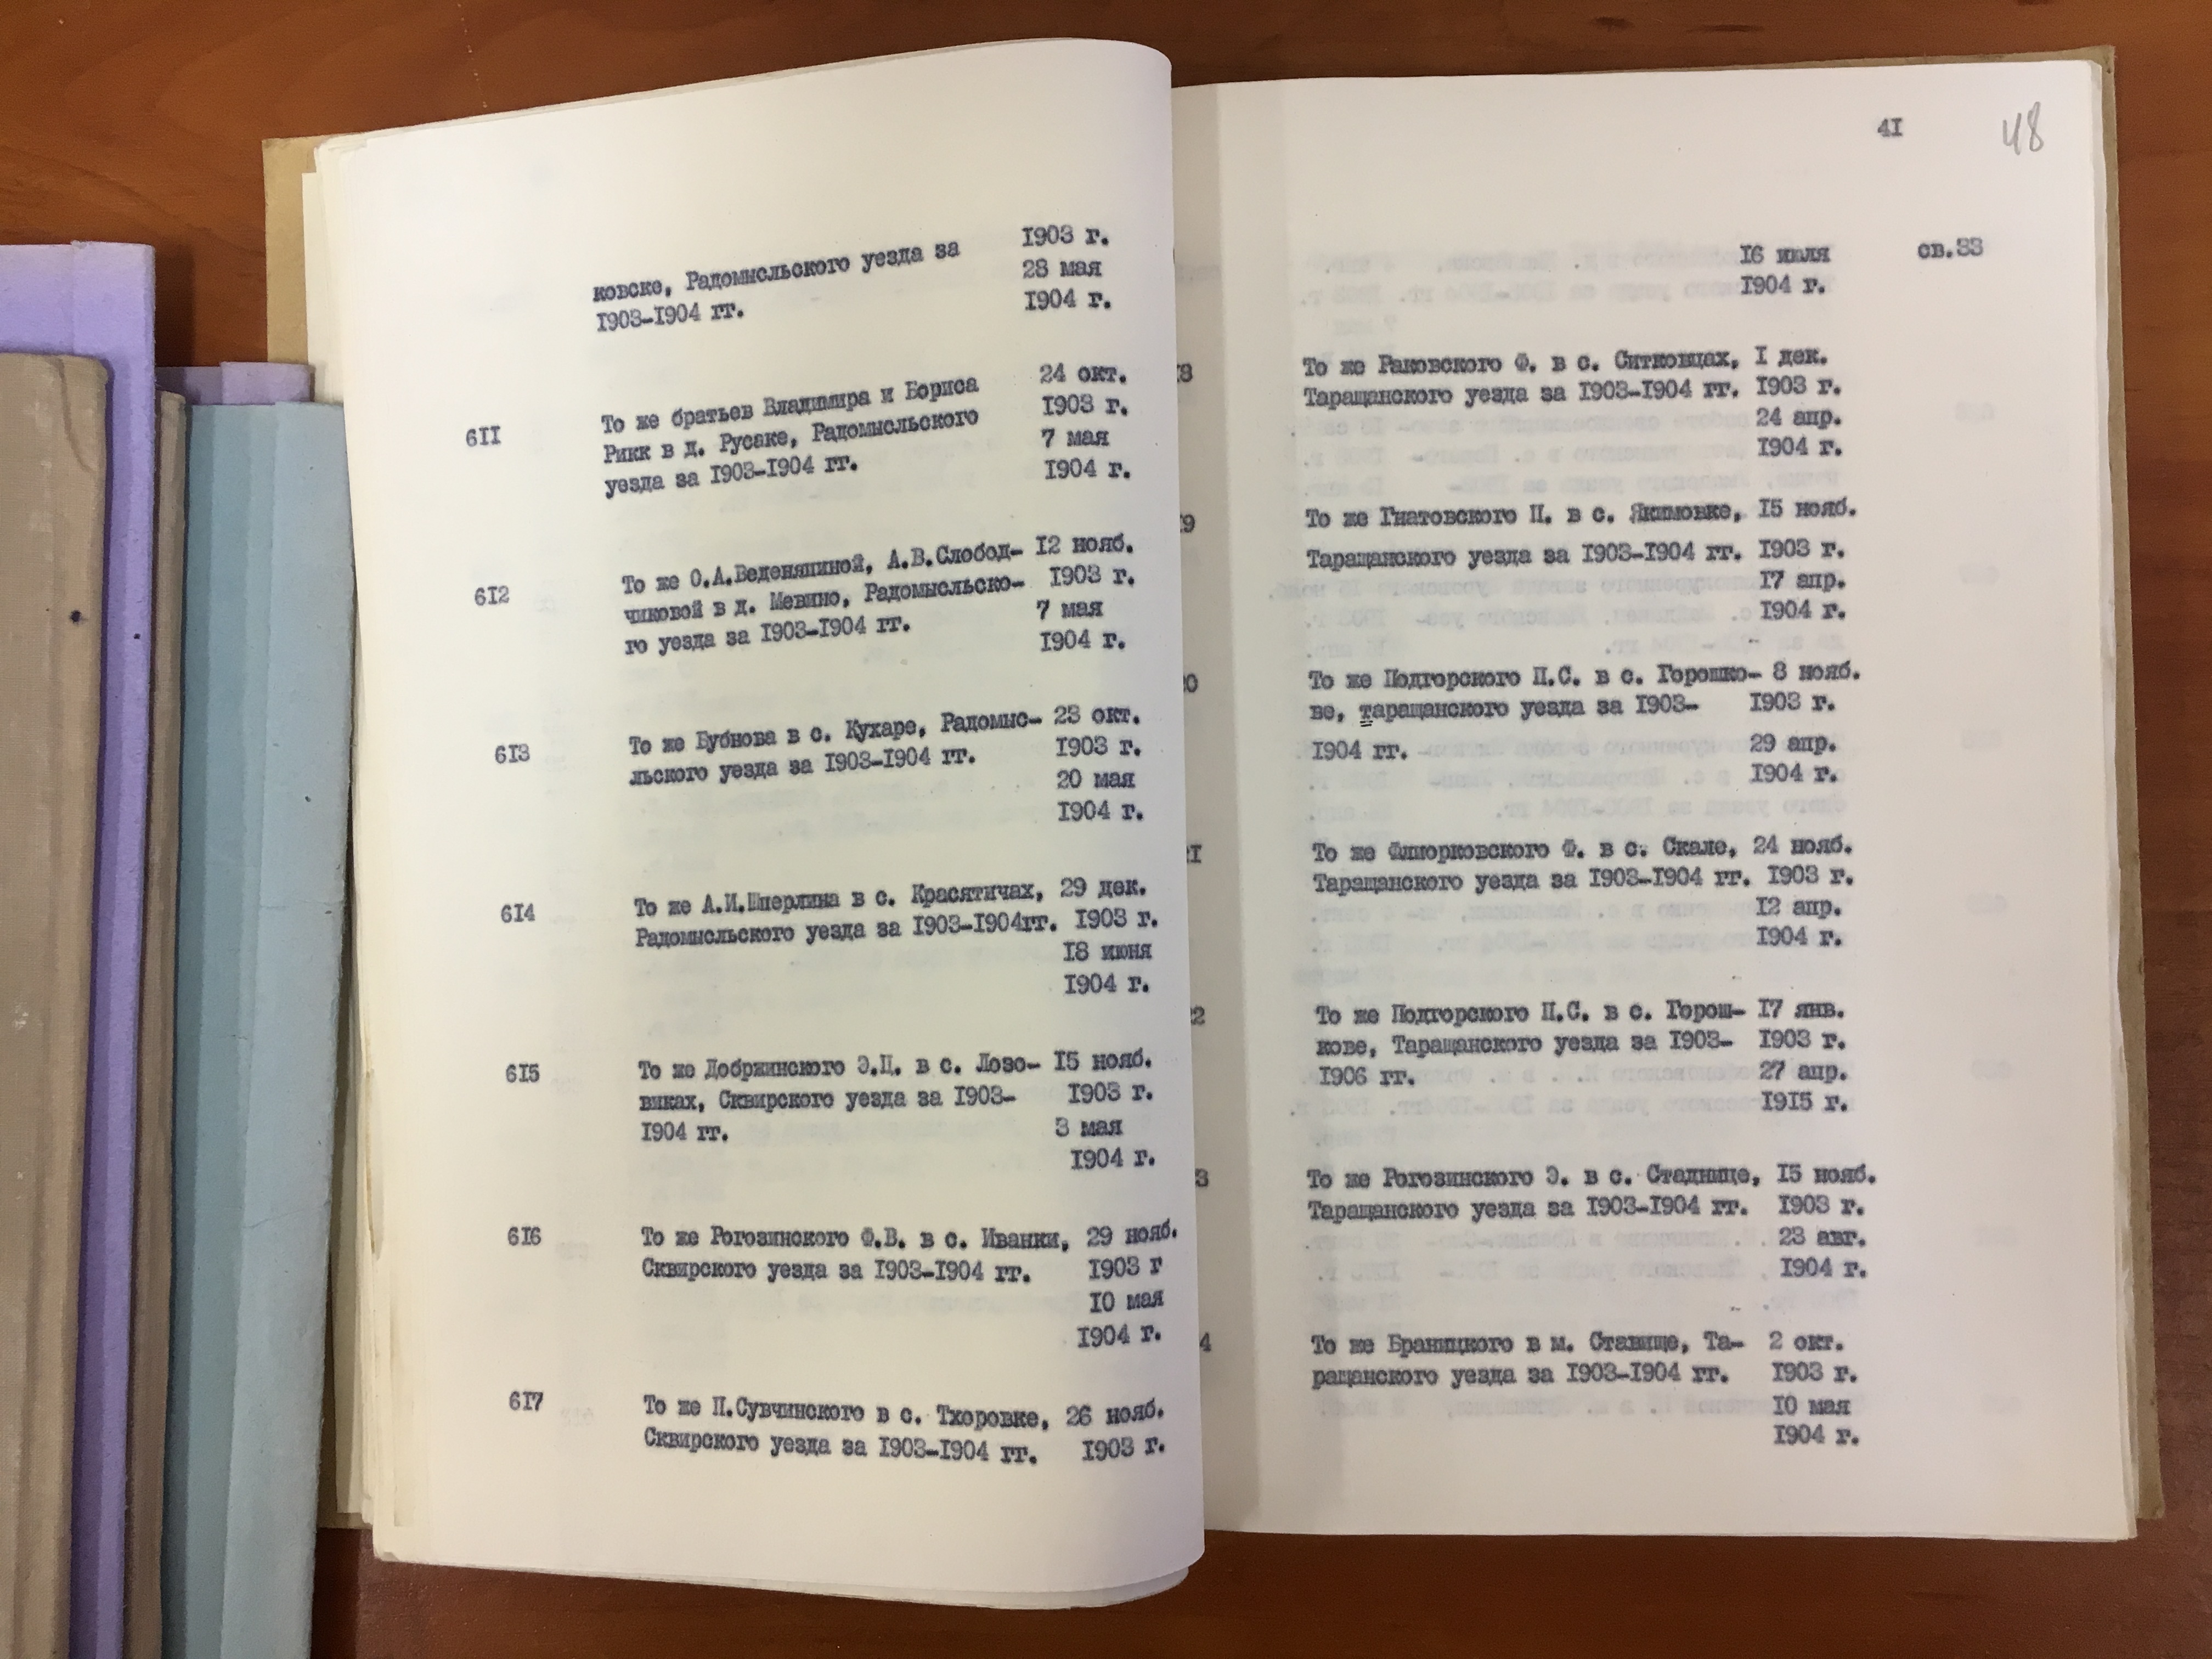 1903 г.
ковске, Радомысльского уезда за 28 мая
1903-1904 гг. 1904 г.
24 окт.
611 То же братьев Владимира и Бориса 1903 г.
Рикк в д. Русаке, Радомысльского 7 мая
уезда за 1903-1904 гг. 1904 г.
612 То же О.А.Веденяпиной, А.В.Слобод- 12 нояб.
чиковой в д. Мевино, Радомысльско- 1903 г.
го уезда за 1903-1904 гг. 7 мая
1904 г.
613 То же Бубнова в с. Кухаре, Радомыс- 23 окт.
льского уезда за 1903-1904 гг. 1903 г.
20 мая
1904 г.
614 То же А.И.Шперлина в с. Красятичах, 29 дек.
Радомысльского уезда за 1903-1904гг. 1903 г.
18 июня
1904 г.
615 То же Добржинского Э.Ц. в с. Лозо- 15 нояб.
виках, Сквирского уезда за 1903- 1903 г.
1904 гг. 3 мая
1904 г.
616 То же Рогозинского Ф.В. в с. Иванки, 29 нояб.
Сквирского уезда за 1903-1904 гг. 1903 г
10 мая
1904 г.
617 То же П.Сувчинского в с. Тхоровке, 26 нояб.
Сквирского уезда за 1903-1904 гг. 1903 г.
41 48
16 июля св.33
1904 г.
18 То же Раковского Ф. в с. Ситковцах, 1 дек.
Таращанского уезда за 1903-1904 гг. 1903 г.
24 апр.
1904 г.
19 То же Гнатовского П. в с. Якимовке, 15 нояб.
Таращанского уезда за 1903-1904 гг. 1903 г.
17 апр.
1904 г.
20 То же Подгорского П.С. в с. Горошко- 8 нояб.
ве, таращанского уезда за 1903- 1903 г.
1904 гг. 29 апр.
1904 г.
21 То же Флиорковского Ф. в с. Скале, 24 нояб.
Таращанского уезда за 1903-1904 гг. 1903 г.
12 апр.
1904 г.
22 То же Подгорского П.С. в с. Горош- 17 янв.
кове, Таращанского уезда за 1903- 1903 г.
1906 гг. 27 апр.
1915 г.
3 То же Рогозинского Э. в с. Стаднице, 15 нояб.
Таращанского уезда за 1903-1904 гг. 1903 г.
23 авг.
1904 г.
4 То же Браницкого в м. Ставище, Та- 2 окт.
ращанского уезда за 1903-1904 гг. 1903 г.
10 мая
1904 г.